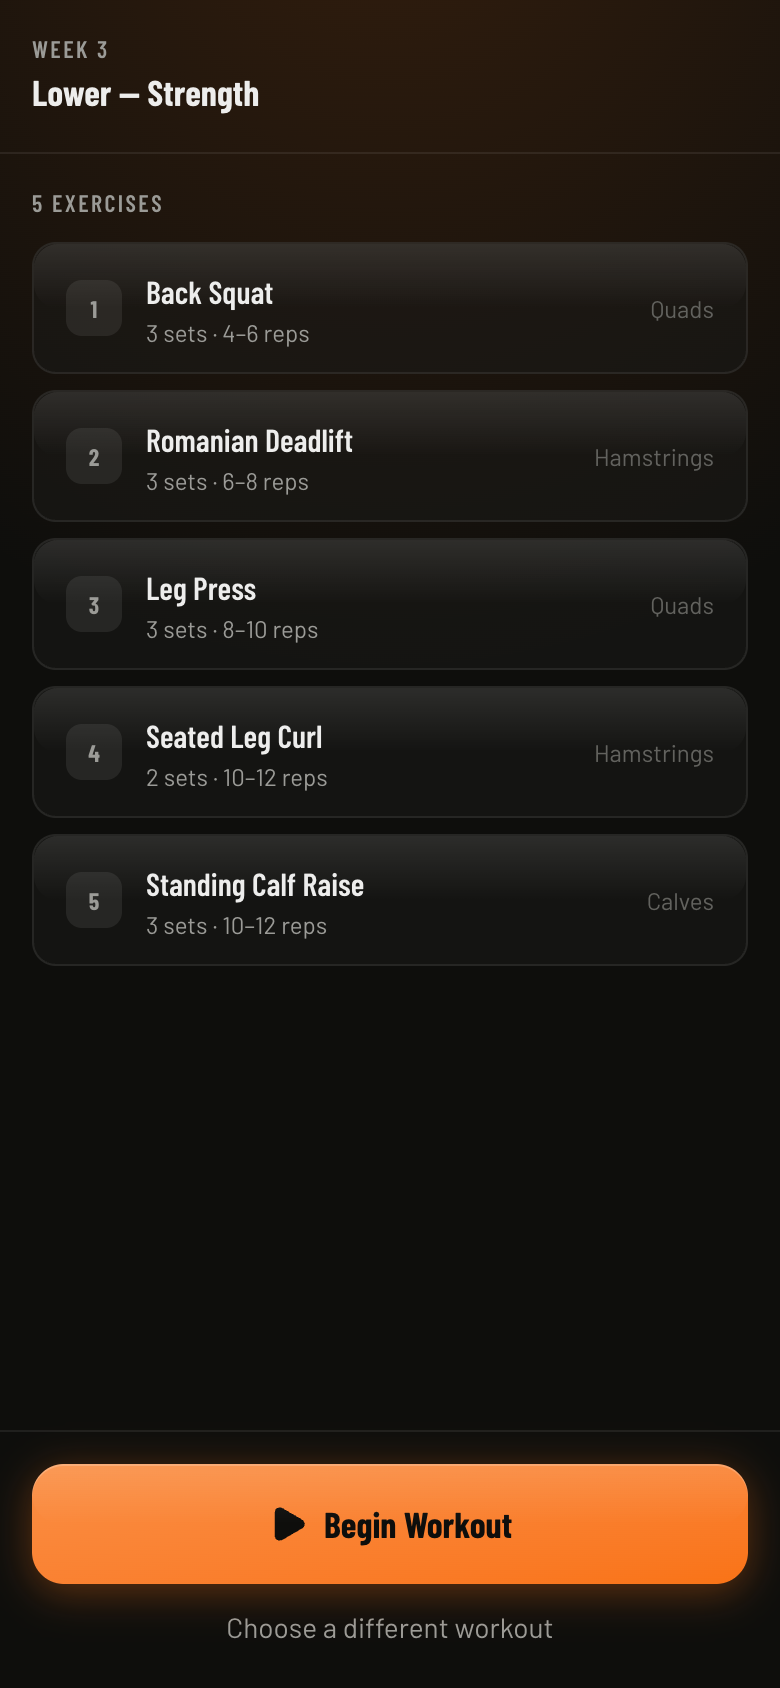 WEEK 3
Lower — Strength
5 EXERCISES
1
Back Squat
3 sets · 4–6 reps
Quads
2
Romanian Deadlift
3 sets · 6–8 reps
Hamstrings
3
Leg Press
3 sets · 8–10 reps
Quads
4
Seated Leg Curl
2 sets · 10–12 reps
Hamstrings
5
Standing Calf Raise
3 sets · 10–12 reps
Calves
Begin Workout
Choose a different workout